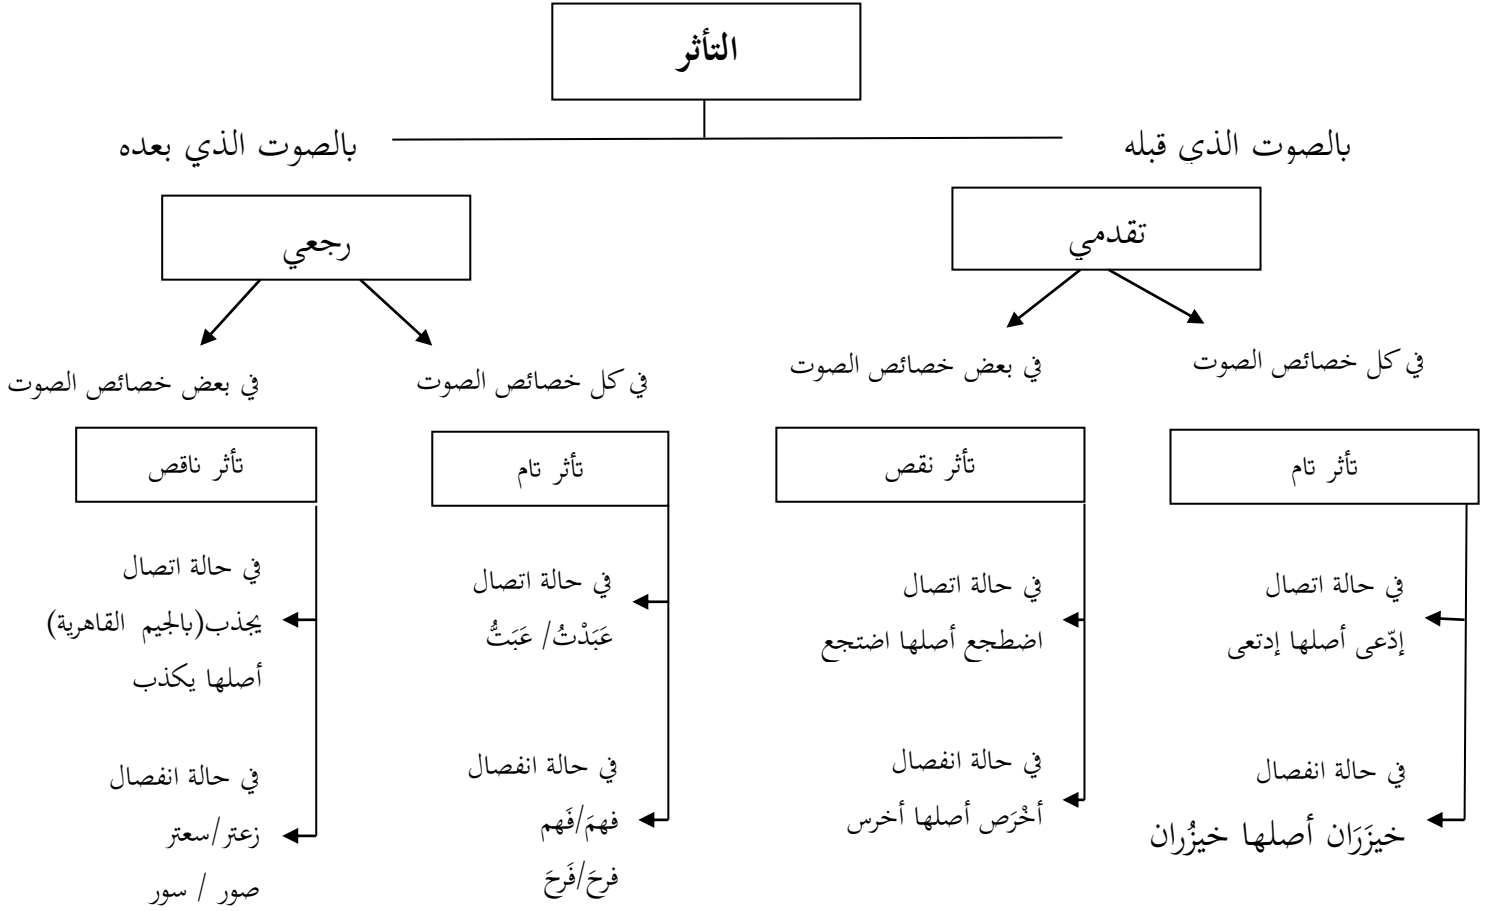 التأثر
بالصوت الذي قبله
بالصوت الذي بعده
تقدمي
رجعي
في كل خصائص الصوت
في بعض خصائص الصوت
في كل خصائص الصوت
في بعض خصائص الصوت
تأثر تام
تأثر نقص
تأثر تام
تأثر ناقص
في حالة اتصال
إدّعى أصلها إدتعى
في حالة انفصال
خيزَرَان أصلها خيزُران
في حالة اتصال
اضطجع أصلها اضتجع
في حالة انفصال
أخْرَص أصلها أخرس
في حالة اتصال
عَبَدْتُ/ عَبَتُّ
في حالة انفصال
فهمَ/فَهم
فرحَ/فَرحَ
في حالة اتصال
يجذب(بالجيم القاهرية)
أصلها يكذب
في حالة انفصال
زعتر/سعتر
صور / سور